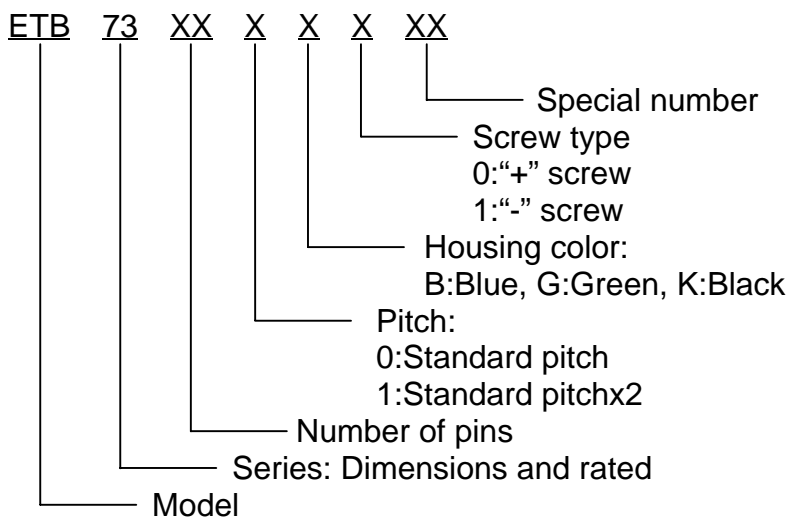 ETB 73 XX X X X XX
Special number
Screw type
0:“+” screw
1:“-” screw
Housing color:
B:Blue, G:Green, K:Black
Pitch:
0:Standard pitch
1:Standard pitchx2
Number of pins
Series: Dimensions and rated
Model